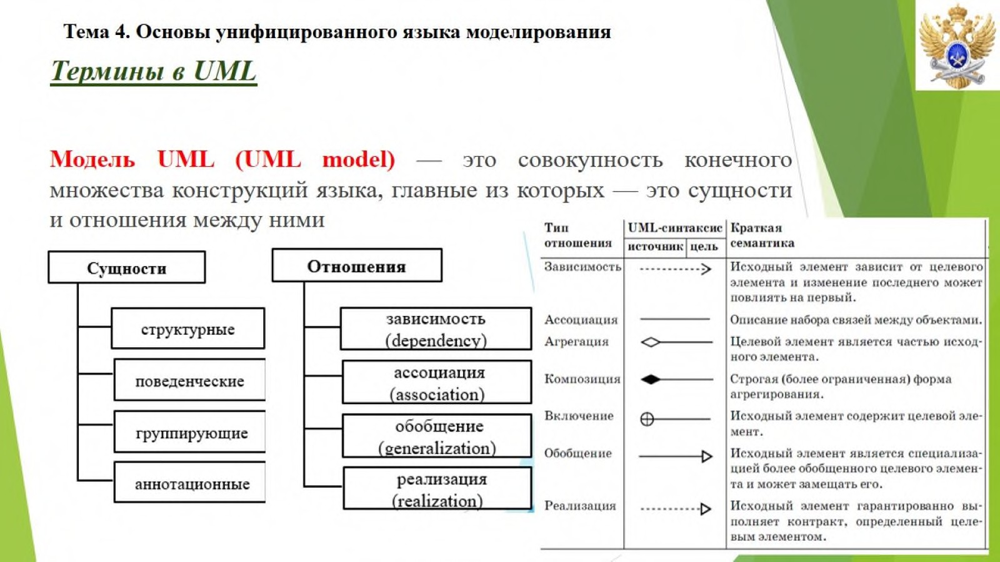 Тема 4. Основы унифицированного языка моделирования
Термины в UML
Модель UML (UML model) — это совокупность конечного
множества конструкций языка, главные из которых — это сущности
и отношения между ними
Сущности
структурные
поведенческие
группирующие
аннотационные
Отношения
зависимость
(dependency)
ассоциация
(association)
обобщение
(generalization)
реализация
(realization)
Тип
отношения
UML-синтаксис
источник
цель
Краткая
семантика
Зависимость
Исходный элемент зависит от целевого
элемента и изменение последнего может
повлиять на первый.
Ассоциация
Описание набора связей между объектами.
Агрегация
Целевой элемент является частью исход-
ного элемента.
Композиция
Строгая (более ограниченная) форма
агрегирования.
Включение
Исходный элемент содержит целевой эле-
мент.
Обобщение
Исходный элемент является специализа-
цией более обобщенного целевого элемен-
та и может замещать его.
Реализация
Исходный элемент гарантированно вы-
полняет контракт, определенный целе-
вым элементом.